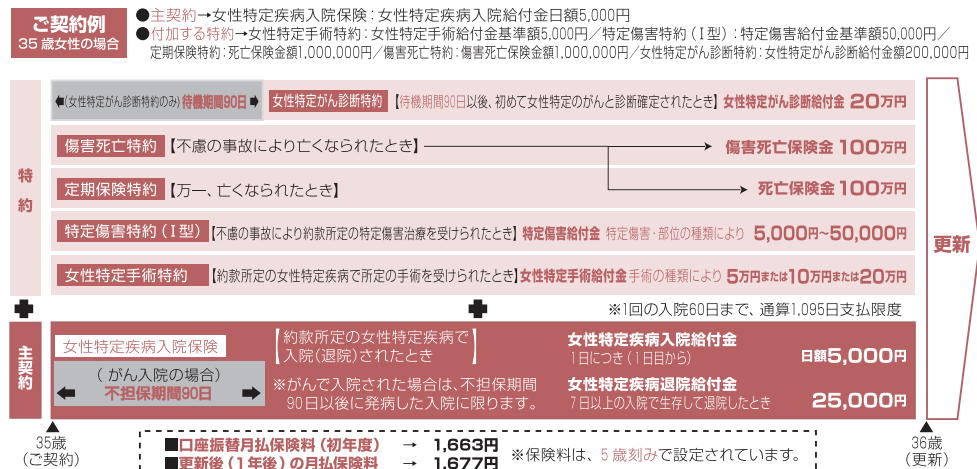 ご契約例
35歳女性の場合
●主契約→女性特定疾病入院保険：女性特定疾病入院給付金日額5,000円
●付加する特約→女性特定手術特約：女性特定手術給付金基準額5,000円／特定傷害特約（Ⅰ型）：特定傷害給付金基準額50,000円／
定期保険特約：死亡保険金額1,000,000円／傷害死亡特約：傷害死亡保険金額1,000,000円／女性特定がん診断特約：女性特定がん診断給付金額200,000円
特約
(女性特定がん診断特約のみ)待機期間90日
女性特定がん診断特約 【待機期間90日以後、初めて女性特定のがんと診断確定されたとき】 女性特定がん診断給付金 20万円
傷害死亡特約 【不慮の事故により亡くなられたとき】 傷害死亡保険金 100万円
定期保険特約 【万一、亡くなられたとき】 死亡保険金 100万円
特定傷害特約（Ⅰ型） 【不慮の事故により約款所定の特定傷害治療を受けられたとき】 特定傷害給付金 特定傷害・部位の種類により 5,000円〜50,000円
女性特定手術特約 【約款所定の女性特定疾病で所定の手術を受けられたとき】 女性特定手術給付金 手術の種類により 5万円または10万円または20万円
更新
※1回の入院60日まで、通算1,095日支払限度
主契約
女性特定疾病入院保険
（がん入院の場合）
不担保期間90日
【約款所定の女性特定疾病で
入院(退院)されたとき】
※がんで入院された場合は、不担保期間
90日以後に発病した入院に限ります。
女性特定疾病入院給付金
1日につき（1日目から） 日額5,000円
女性特定疾病退院給付金
7日以上の入院で生存して退院したとき 25,000円
35歳
（ご契約）
36歳
（更新）
■口座振替月払保険料（初年度） → 1,663円
■更新後（1年後）の月払保険料 → 1,677円
※保険料は、5歳刻みで設定されています。